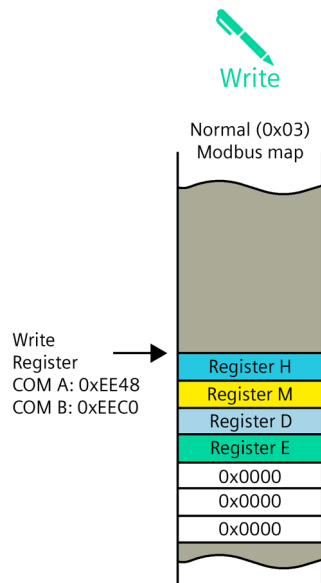 Write
Normal (0x03)
Modbus map
Write
Register
COM A: 0xEE48
COM B: 0xEEC0
Register H
Register M
Register D
Register E
0x0000
0x0000
0x0000